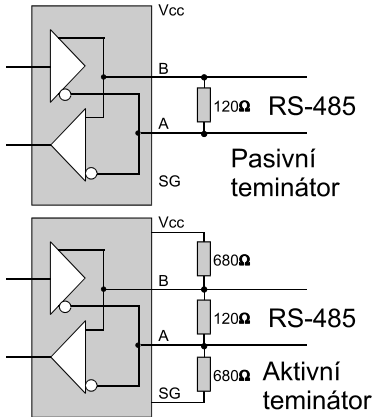 Vcc
B
120Ω RS-485
A
Pasivní
teminátor
SG
Vcc
680Ω
B
120Ω RS-485
A
680Ω Aktivní
teminátor
SG